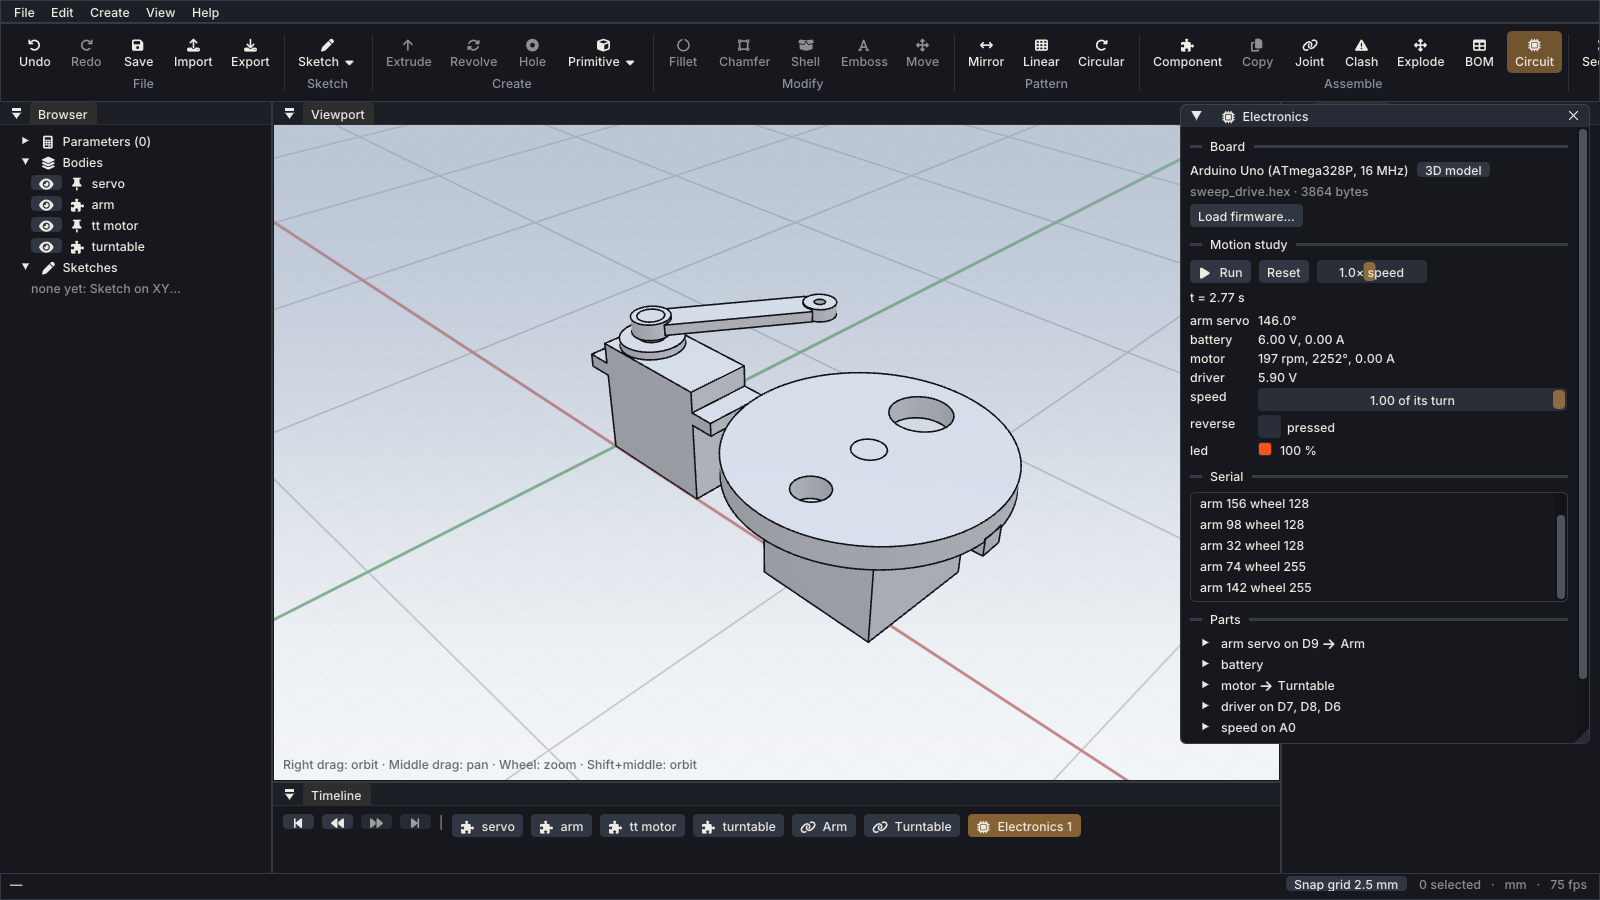 File Edit Create View Help
Undo Redo Save Import Export Sketch Extrude Revolve Hole Primitive Fillet Chamfer Shell Emboss Move Mirror Linear Circular Component Copy Joint Clash Explode BOM Circuit
File Sketch Create Modify Pattern Assemble
Browser
Parameters (0)
Bodies
servo
arm
tt motor
turntable
Sketches
none yet: Sketch on XY...
Viewport
Right drag: orbit · Middle drag: pan · Wheel: zoom · Shift+middle: orbit
Electronics
Board
Arduino Uno (ATmega328P, 16 MHz) 3D model
sweep_drive.hex · 3864 bytes
Load firmware...
Motion study
Run Reset 1.0× speed
t = 2.77 s
arm servo 146.0°
battery 6.00 V, 0.00 A
motor 197 rpm, 2252°, 0.00 A
driver 5.90 V
speed 1.00 of its turn
reverse pressed
led 100 %
Serial
arm 156 wheel 128
arm 98 wheel 128
arm 32 wheel 128
arm 74 wheel 255
arm 142 wheel 255
Parts
arm servo on D9 → Arm
battery
motor → Turntable
driver on D7, D8, D6
speed on A0
Timeline
servo arm tt motor turntable Arm Turntable Electronics 1
Snap grid 2.5 mm 0 selected · mm · 75 fps